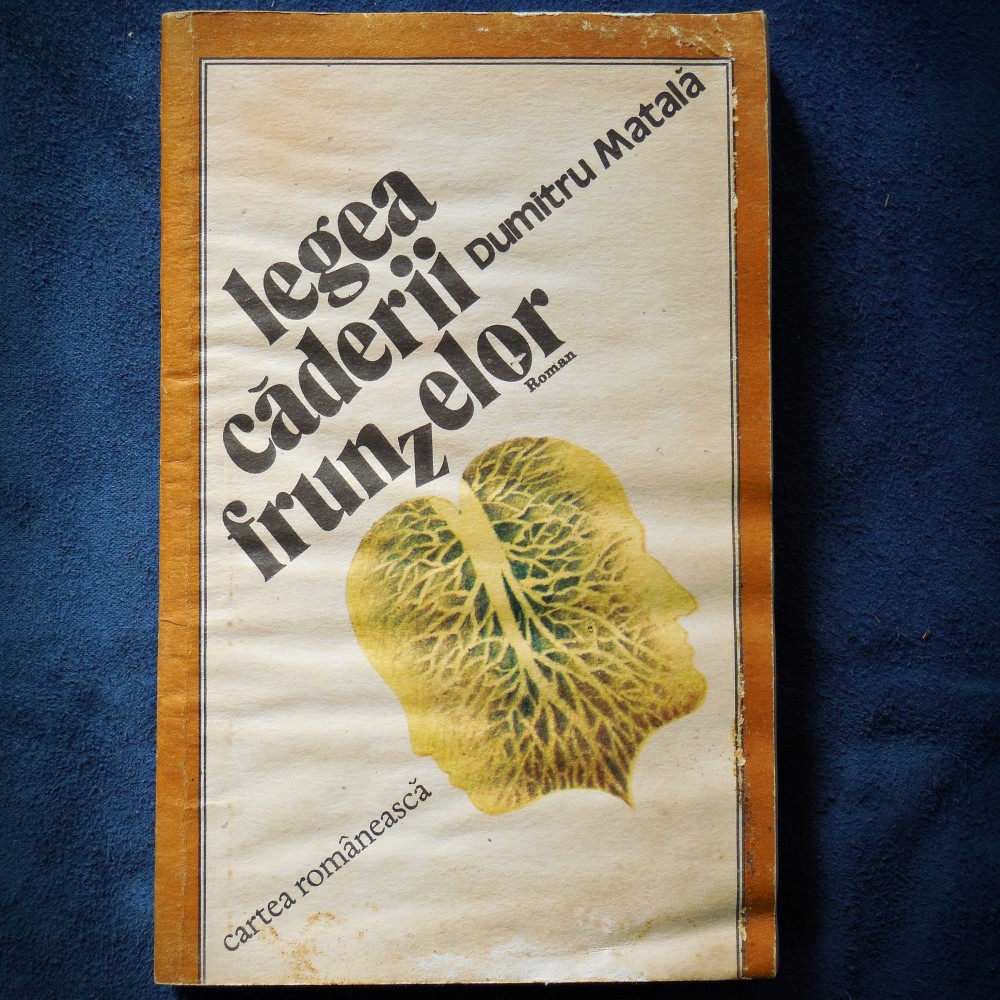 Dumitru Matală
legea
căderii
frunzelor
Roman
cartea românească